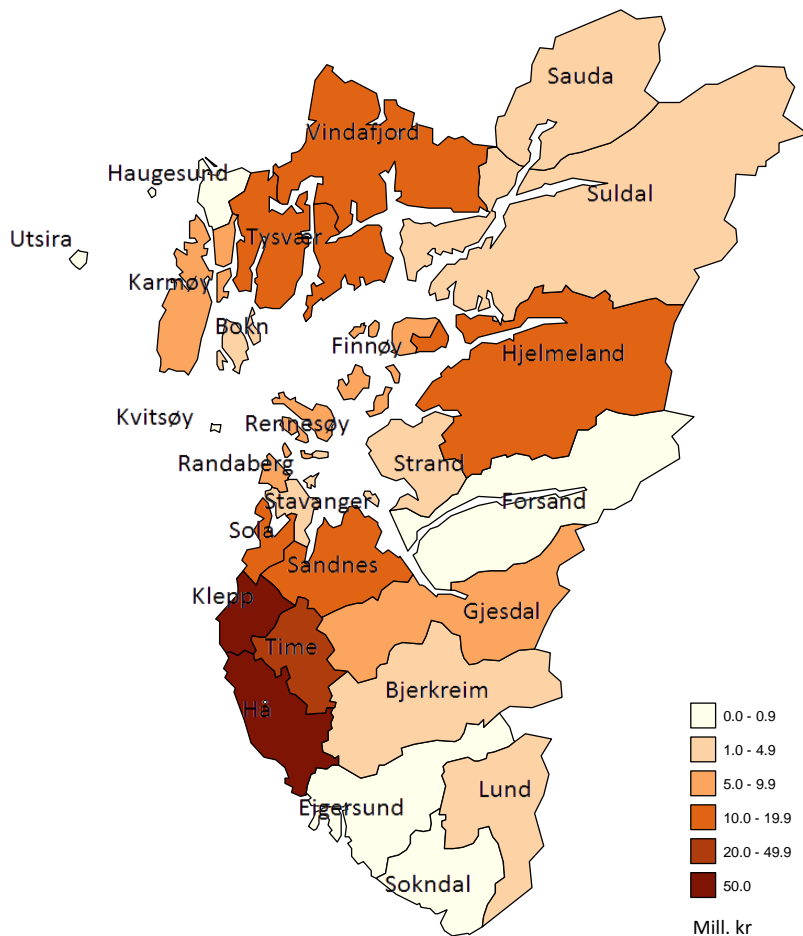 Sauda
Vindafjord
Haugesund
Suldal
Utsira
Tysvær
Karmøy
Bokn
Finnøy
Hjelmeland
Kvitsøy
Rennesøy
Randaberg
Strand
Stavanger
Forsand
Sola
Sandnes
Klepp
Gjesdal
Time
Bjerkreim
Hå
Lund
Eigersund
Sokndal
0.0 - 0.9
1.0 - 4.9
5.0 - 9.9
10.0 - 19.9
20.0 - 49.9
50.0
Mill. kr